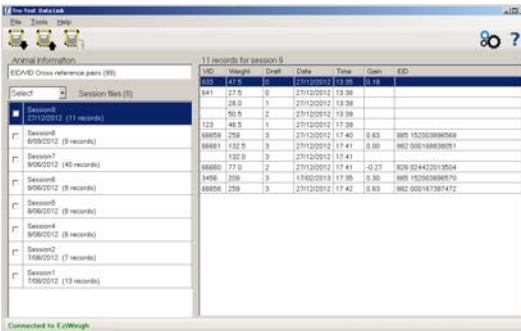 Tru-Test Data Link
File Tools Help
Animal information
EID/VID Cross reference pairs (89)
Select Session files (8)
Session9
27/12/2012 (11 records)
Session8
(9 records)
Session7
9/06/2012 (40 records)
Session6
9/06/2012 (8 records)
Session5
9/06/2012 (8 records)
Session4
8/06/2012 (8 records)
Session2
7/06/2012 (7 records)
Session1
7/06/2012 (13 records)
11 records for session 9
VID Weight Draft Date Time Gain EID
633 47.5 0 27/12/2012 13:35 0.18
641 27.5 0 27/12/2012 13:38
28.0 1 27/12/2012 13:38
50.5 2 27/12/2012 13:39
123 46.5 1 27/12/2012 17:39
66659 259 3 27/12/2012 17:40 0.63
66661 132.5 3 27/12/2012 17:41 0.00
132.0 3 27/12/2012 17:41
66660 77.0 2 27/12/2012 17:41 -0.27
3456 209 3 17/02/2013 17:35 0.30
66658 259 3 27/12/2012 17:42 0.63
Connected to EziWeigh